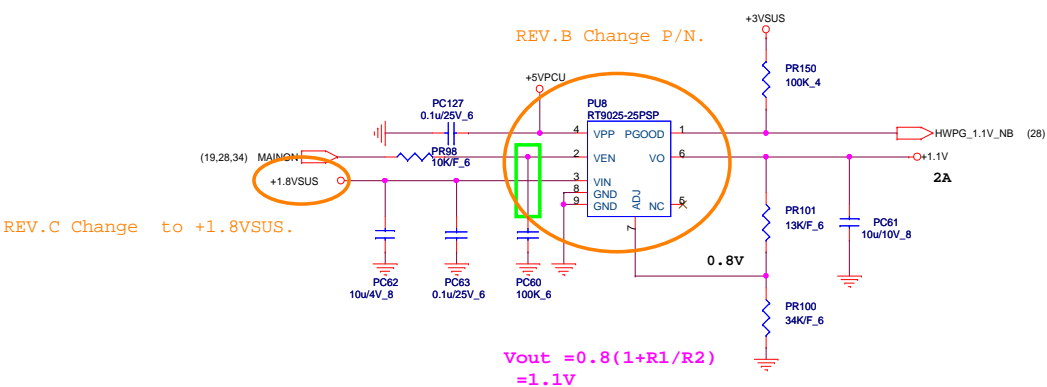 +3VSUS
REV.B Change P/N.
PR150
100K_4
+5VPCU
PC127
0.1u/25V_6
PU8
RT9025-25PSP
4 VPP PGOOD 1
HWPG_1.1V_NB (28)
(19,28,34) MAINON
PR98
10K/F_6
2 VEN VO 6
+1.1V
2A
+1.8VSUS
3 VIN
8 GND
9 GND
ADJ
NC 5
7
REV.C Change to +1.8VSUS.
PR101
13K/F_6
PC61
10u/10V_8
0.8V
PC62
10u/4V_8
PC63
0.1u/25V_6
PC60
100K_6
PR100
34K/F_6
Vout =0.8(1+R1/R2)
=1.1V